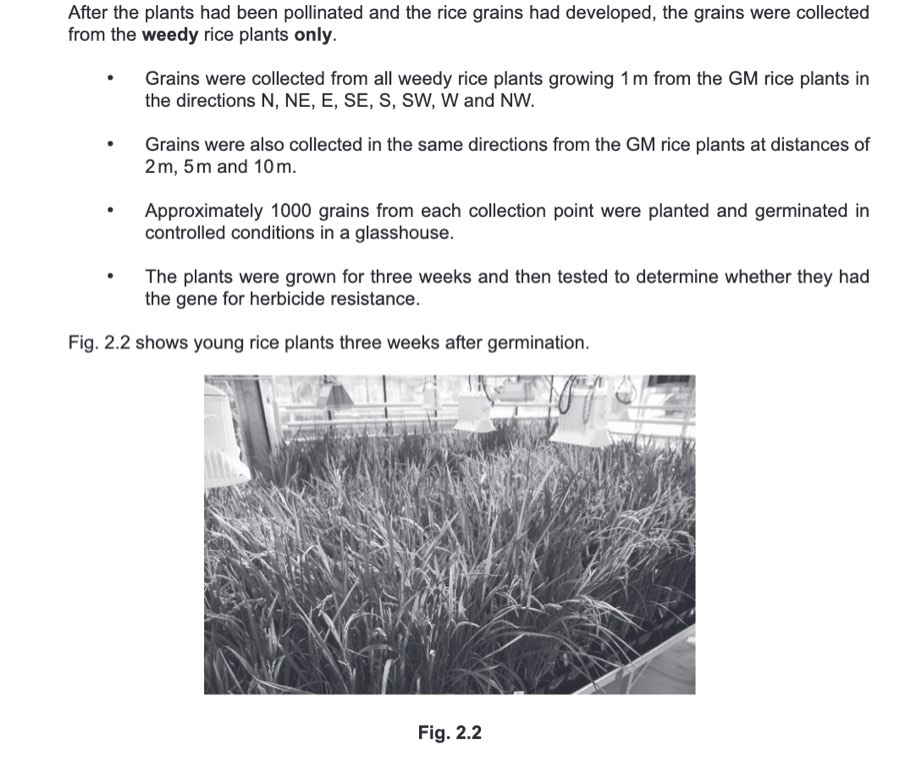 After the plants had been pollinated and the rice grains had developed, the grains were collected
from the weedy rice plants only.
• Grains were collected from all weedy rice plants growing 1 m from the GM rice plants in
the directions N, NE, E, SE, S, SW, W and NW.
• Grains were also collected in the same directions from the GM rice plants at distances of
2 m, 5 m and 10 m.
• Approximately 1000 grains from each collection point were planted and germinated in
controlled conditions in a glasshouse.
• The plants were grown for three weeks and then tested to determine whether they had
the gene for herbicide resistance.
Fig. 2.2 shows young rice plants three weeks after germination.
Fig. 2.2